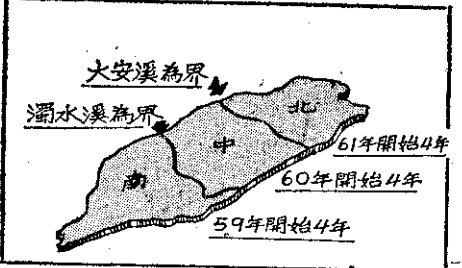 大安溪為界
濁水溪為界
北
中
南
61年開始4年
60年開始4年
59年開始4年